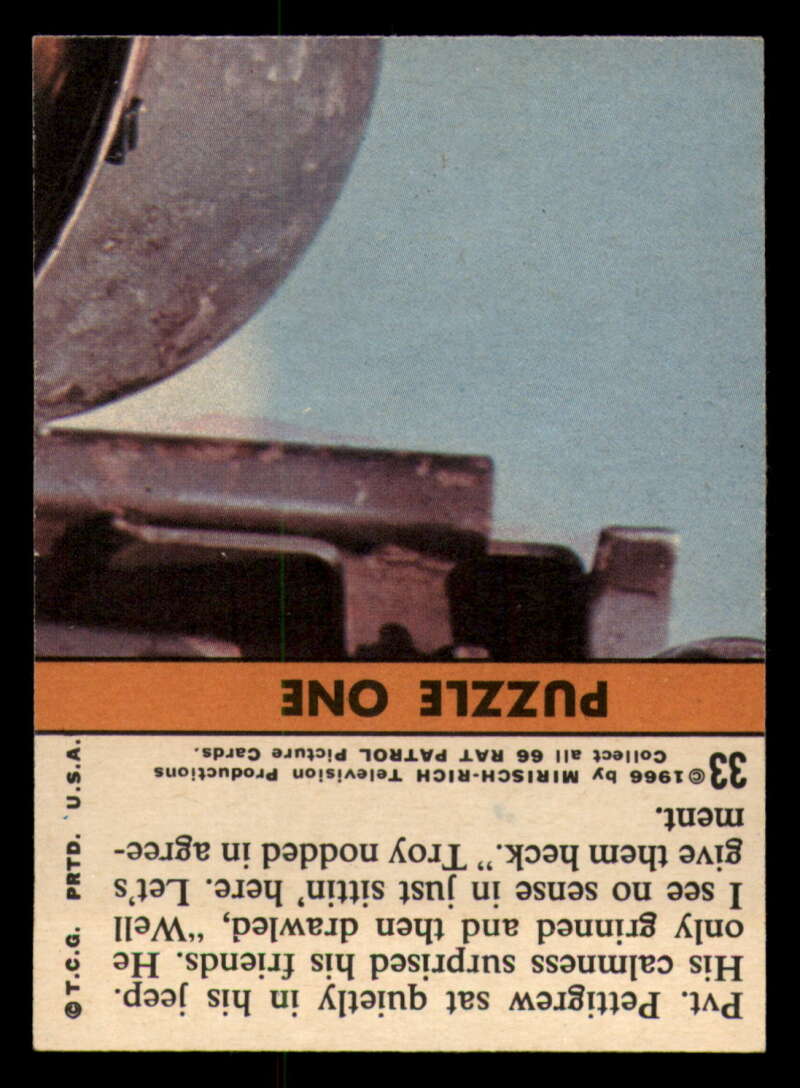 Pvt. Pettigrew sat quietly in his jeep.
His calmness surprised his friends. He
only grinned and then drawled, “Well
I see no sense in just sittin’ here. Let’s
give them heck.” Troy nodded in agree-
ment.
33 ©1966 by MIRISCH-RICH Television Productions
Collect all 66 RAT PATROL Picture Cards.
PUZZLE ONE
© T.C.G. PRTD. U.S.A.